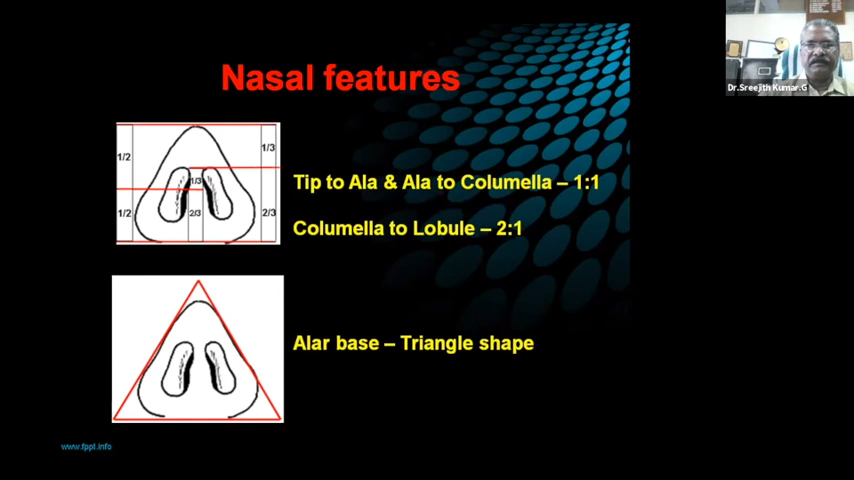 Nasal features
1/2
1/3
1/3
1/2
2/3
2/3
Tip to Ala & Ala to Columella – 1:1
Columella to Lobule – 2:1
Alar base – Triangle shape
www.fppt.info
Dr.Sreejith Kumar.G